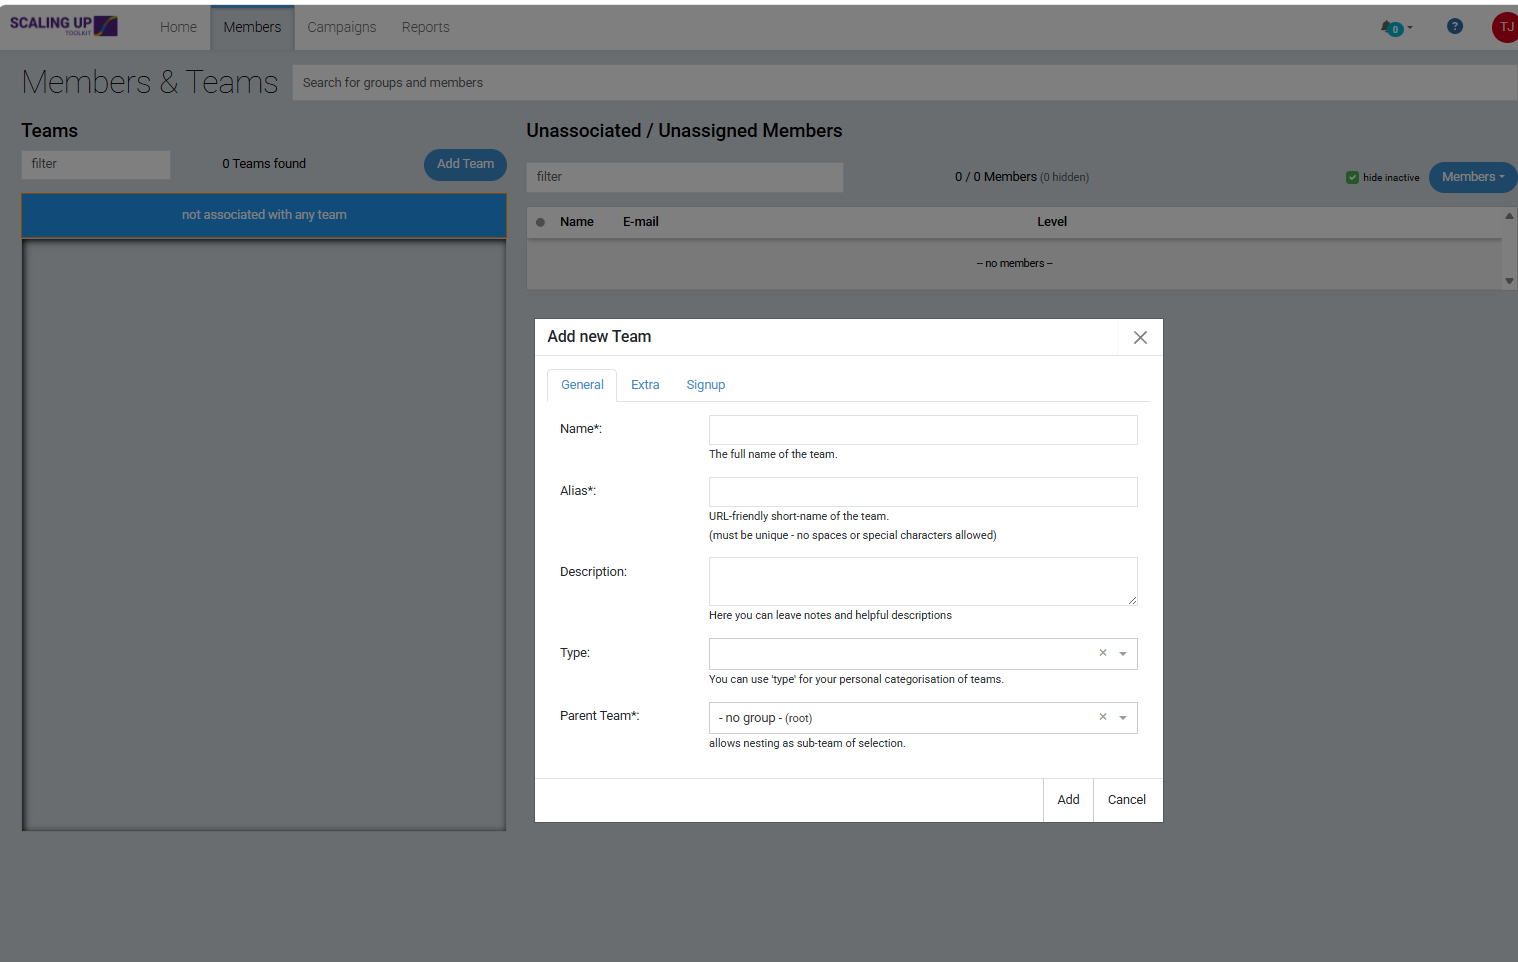 SCALING UP
TOOLKIT
Home
Members
Campaigns
Reports
0
?
TJ
Members & Teams
Search for groups and members
Teams
filter
0 Teams found
Add Team
not associated with any team
Unassociated / Unassigned Members
filter
0 / 0 Members (0 hidden)
hide inactive
Members
Name
E-mail
Level
-- no members --
Add new Team
General
Extra
Signup
Name*:
The full name of the team.
Alias*:
URL-friendly short-name of the team.
(must be unique - no spaces or special characters allowed)
Description:
Here you can leave notes and helpful descriptions
Type:
You can use 'type' for your personal categorisation of teams.
Parent Team*:
- no group - (root)
allows nesting as sub-team of selection.
Add
Cancel